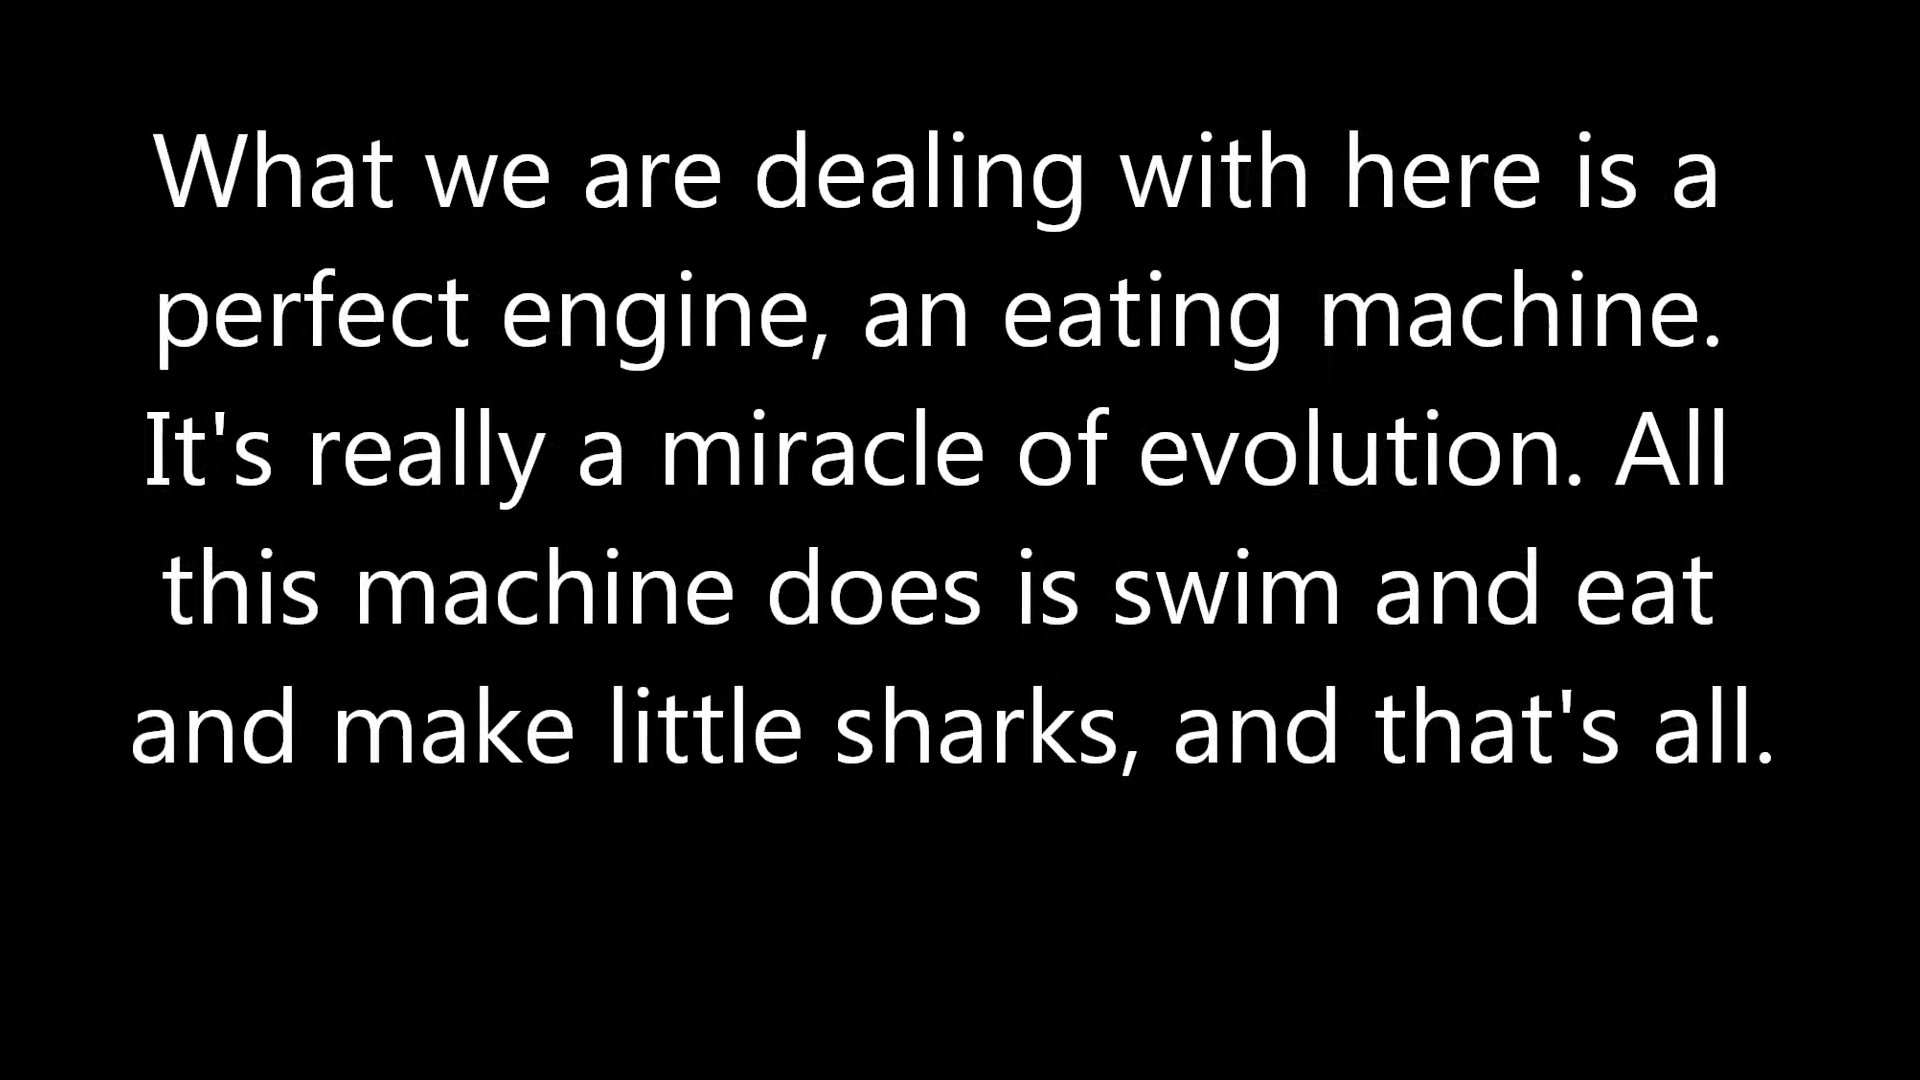 What we are dealing with here is a
perfect engine, an eating machine.
It's really a miracle of evolution. All
this machine does is swim and eat
and make little sharks, and that's all.